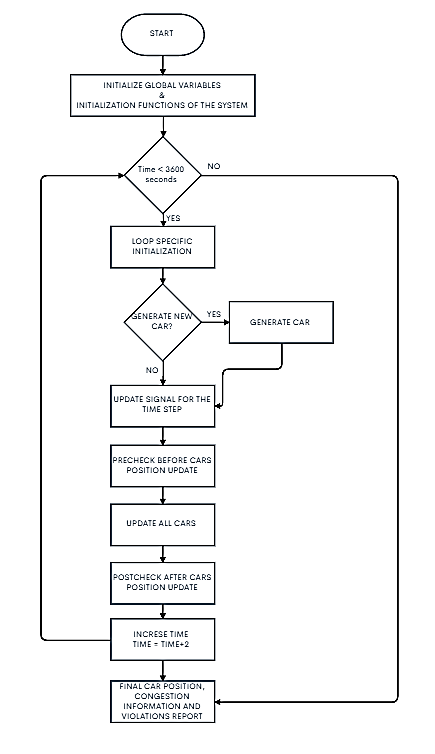 START
INITIALIZE GLOBAL VARIABLES
&
INITIALIZATION FUNCTIONS OF THE SYSTEM
Time < 3600
seconds
NO
YES
LOOP SPECIFIC
INITIALIZATION
GENERATE NEW
CAR?
YES
GENERATE CAR
NO
UPDATE SIGNAL FOR THE
TIME STEP
PRECHECK BEFORE CARS
POSITION UPDATE
UPDATE ALL CARS
POSTCHECK AFTER CARS
POSITION UPDATE
INCRESE TIME
TIME = TIME+2
FINAL CAR POSITION,
CONGESTION
INFORMATION AND
VIOLATIONS REPORT